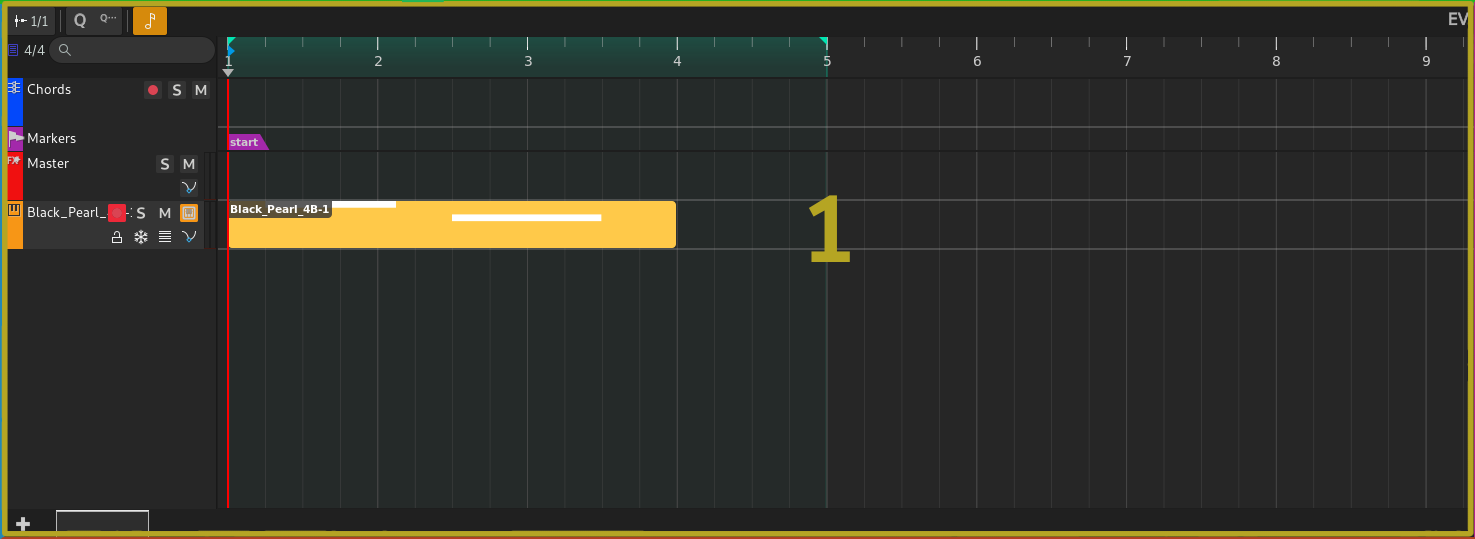 1/1 Q Q... EV
4/4
1 2 3 4 5 6 7 8 9
Chords S M
Markers start
FX
Master S M
Black_Pearl_ S M Black_Pearl_4B-1
1